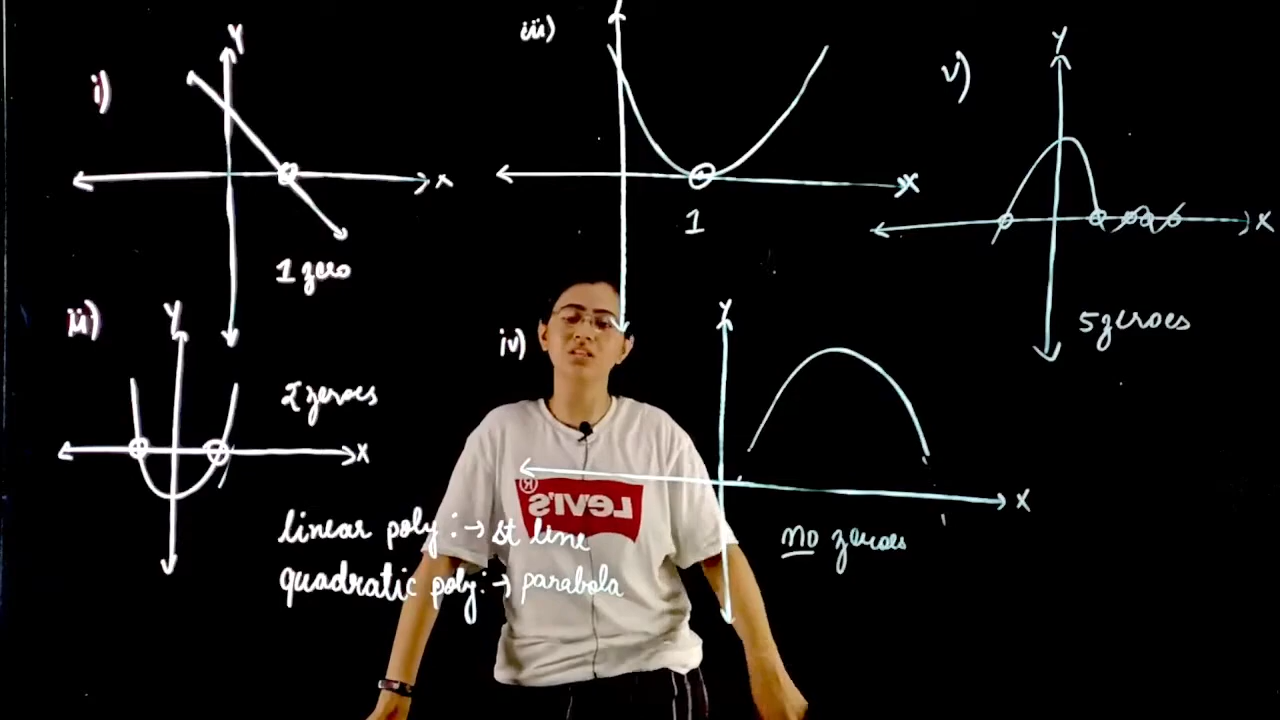 i)
Y
X
1 zero
ii)
Y
2 zeroes
X
linear poly :→ st line
quadratic poly :→ parabola
iii)
X
1
iv)
Y
X
no zeroes
LEVI'S
®
v)
Y
X
5 zeroes